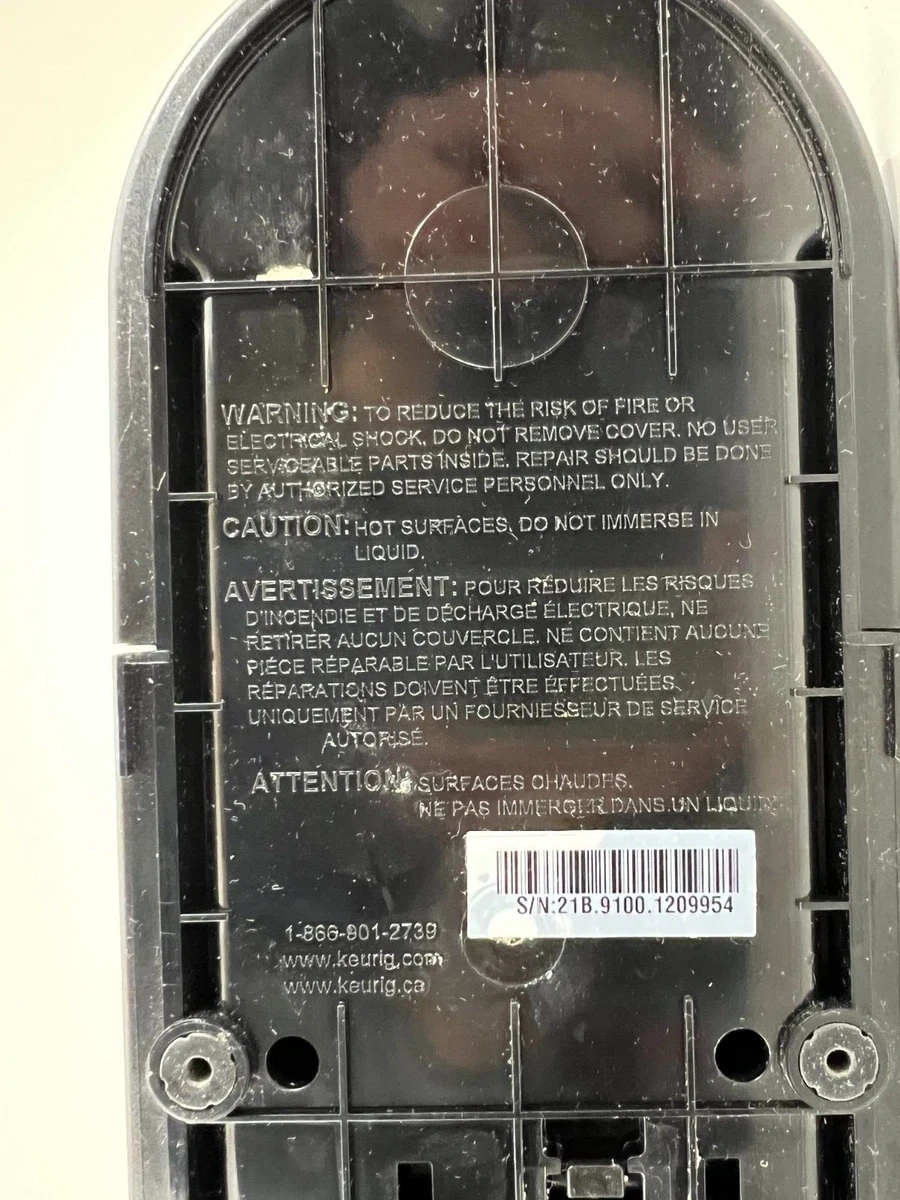 WARNING: TO REDUCE THE RISK OF FIRE OR
ELECTRICAL SHOCK, DO NOT REMOVE COVER. NO USER
SERVICEABLE PARTS INSIDE. REPAIR SHOULD BE DONE
BY AUTHORIZED SERVICE PERSONNEL ONLY.
CAUTION: HOT SURFACES, DO NOT IMMERSE IN
LIQUID.
AVERTISSEMENT: POUR RÉDUIRE LES RISQUES
D'INCENDIE ET DE DÉCHARGE ÉLECTRIQUE, NE
RETIRER AUCUN COUVERCLE. NE CONTIENT AUCUNE
PIÈCE RÉPARABLE PAR L'UTILISATEUR. LES
RÉPARATIONS DOIVENT ÊTRE EFFECTUÉES
UNIQUEMENT PAR UN FOURNIESSEUR DE SERVICE
AUTORISÉ.
ATTENTION: SURFACES CHAUDES.
NE PAS IMMERGER DANS UN LIQUIDE
S/N:21B.9100.1209954
1-866-901-2739
www.keurig.com
www.keurig.ca